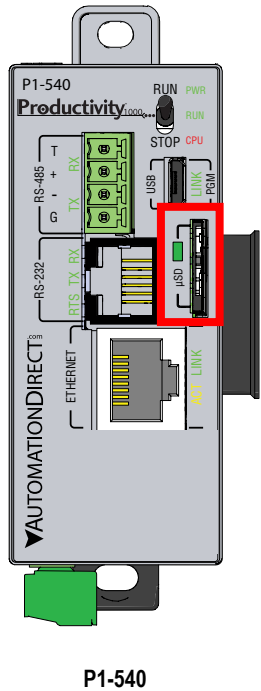 P1-540
RUN
PWR
Productivity1000
RUN
STOP
CPU
RS-485
T
+
-
G
RX
TX
USB
LINK
PGM
µSD
RS-232
RTS TX RX
ETHERNET
ACT LINK
AUTOMATIONDIRECT.com
P1-540